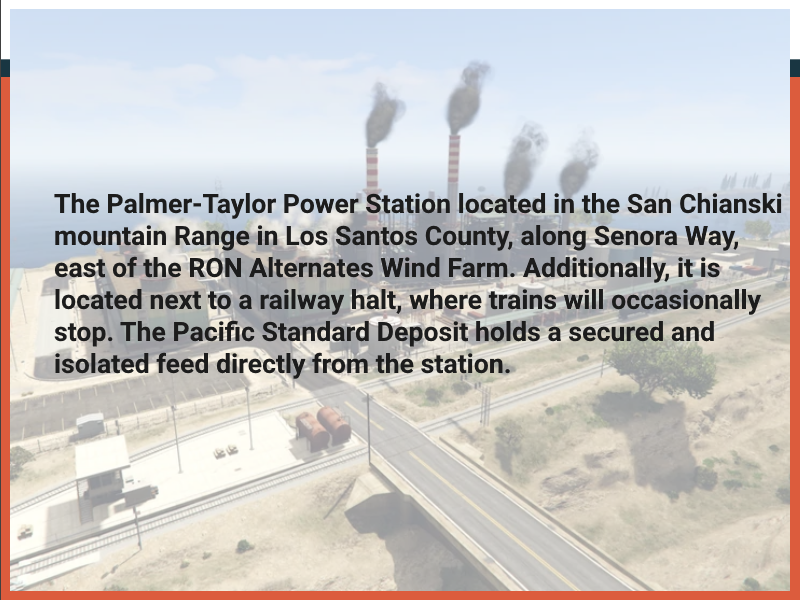 The Palmer-Taylor Power Station located in the San Chianski
mountain Range in Los Santos County, along Senora Way,
east of the RON Alternates Wind Farm. Additionally, it is
located next to a railway halt, where trains will occasionally
stop. The Pacific Standard Deposit holds a secured and
isolated feed directly from the station.